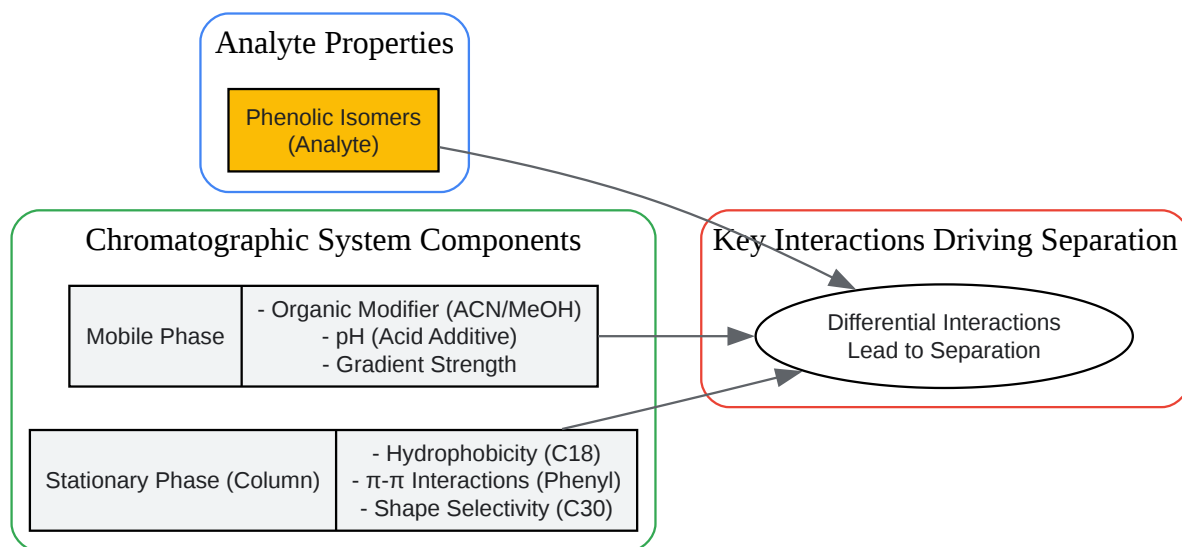 Analyte Properties
Phenolic Isomers
(Analyte)
Chromatographic System Components
Mobile Phase
- Organic Modifier (ACN/MeOH)
- pH (Acid Additive)
- Gradient Strength
Stationary Phase (Column)
- Hydrophobicity (C18)
- π-π Interactions (Phenyl)
- Shape Selectivity (C30)
Key Interactions Driving Separation
Differential Interactions
Lead to Separation